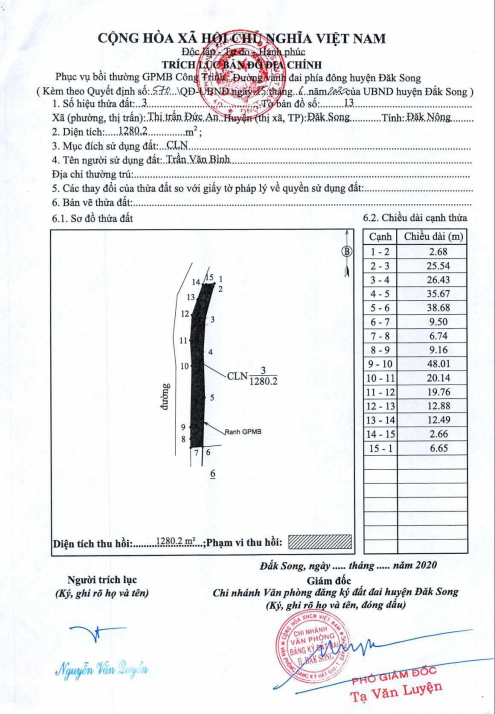 CỘNG HÒA XÃ HỘI CHỦ NGHĨA VIỆT NAM
Độc lập - Tự do - Hạnh phúc
TRÍCH LỤC BẢN ĐỒ ĐỊA CHÍNH
Phục vụ bồi thường GPMB Công Trình: Đường vành đai phía đông huyện Đăk Song
( Kèm theo Quyết định số: /QĐ-UBND ngày 25 tháng 6 năm 2020 của UBND huyện Đăk Song )
1. Số hiệu thửa đất: 3 Tờ bản đồ số: 13
Xã (phường, thị trấn): Thị trấn Đức An Huyện (thị xã, TP): Đăk Song Tỉnh: Đăk Nông
2. Diện tích: 1280.2 m² ;
3. Mục đích sử dụng đất: CLN
4. Tên người sử dụng đất: Trần Văn Bình
Địa chỉ thường trú:
5. Các thay đổi của thửa đất so với giấy tờ pháp lý về quyền sử dụng đất:
6. Bản vẽ thửa đất:
6.1. Sơ đồ thửa đất
6.2. Chiều dài cạnh thửa
Cạnh Chiều dài (m)
1 - 2 2.68
2 - 3 25.54
3 - 4 26.43
4 - 5 35.67
5 - 6 38.68
6 - 7 9.50
7 - 8 6.74
8 - 9 9.16
9 - 10 48.01
10 - 11 20.14
11 - 12 19.76
12 - 13 12.88
13 - 14 12.49
14 - 15 2.66
15 - 1 6.65
B
14 15 1
2
13
12 3
11
4
10
CLN 3
1280.2
đường
5
9
Ranh GPMB
8
7 6
6
Diện tích thu hồi: 1280.2 m² ;Phạm vi thu hồi:
Đăk Song, ngày ..... tháng ..... năm 2020
Người trích lục
(Ký, ghi rõ họ và tên)
Giám đốc
Chi nhánh Văn phòng đăng ký đất đai huyện Đăk Song
(Ký, ghi rõ họ và tên, đóng dấu)
CHI NHÁNH
VĂN PHÒNG
ĐĂNG KÝ ĐẤT ĐAI
H. ĐĂK SONG
Nguyễn Văn Quyền
PHÓ GIÁM ĐỐC
Tạ Văn Luyện